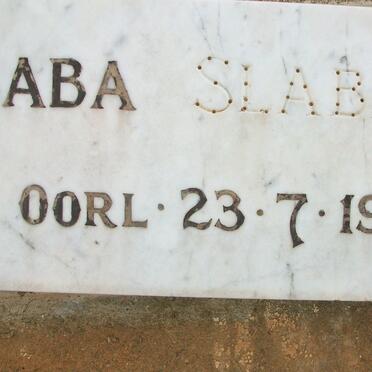 ABA SLAB
OORL · 23 · 7 · 19